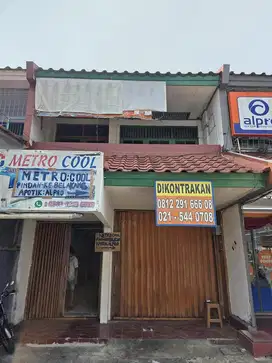 METRO COOL
METRO:COOL
PINDAH KE BELAKANG
APOTIK:ALPRO
DIKONTRAKAN
0812 291 666 08
021- 544 0708
alpro